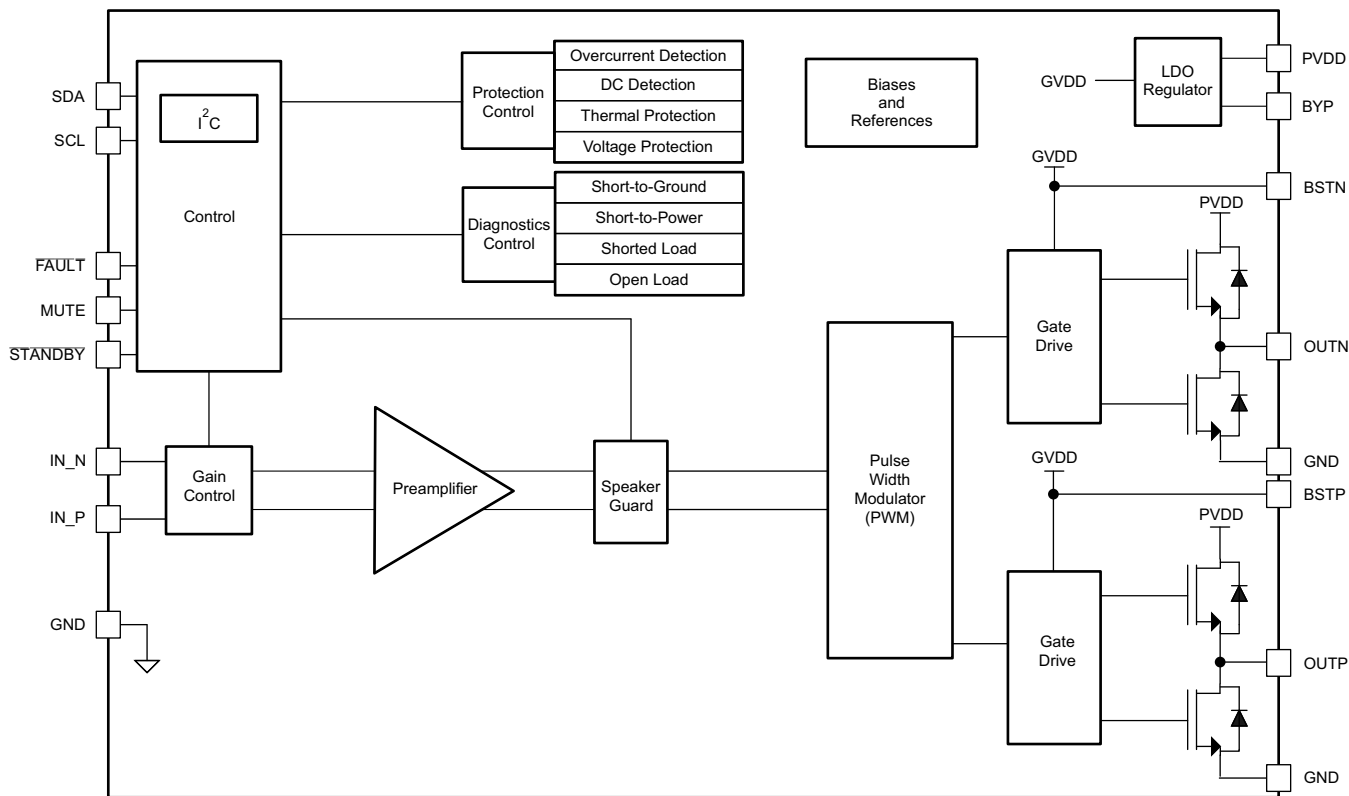 SDA
SCL
FAULT
MUTE
STANDBY
IN_N
IN_P
GND
I2C
Control
Gain
Control
Preamplifier
Speaker
Guard
Protection
Control
Overcurrent Detection
DC Detection
Thermal Protection
Voltage Protection
Diagnostics
Control
Short-to-Ground
Short-to-Power
Shorted Load
Open Load
Biases
and
References
Pulse
Width
Modulator
(PWM)
GVDD
LDO
Regulator
PVDD
BYP
GVDD
BSTN
PVDD
Gate
Drive
OUTN
GND
GVDD
BSTP
PVDD
Gate
Drive
OUTP
GND